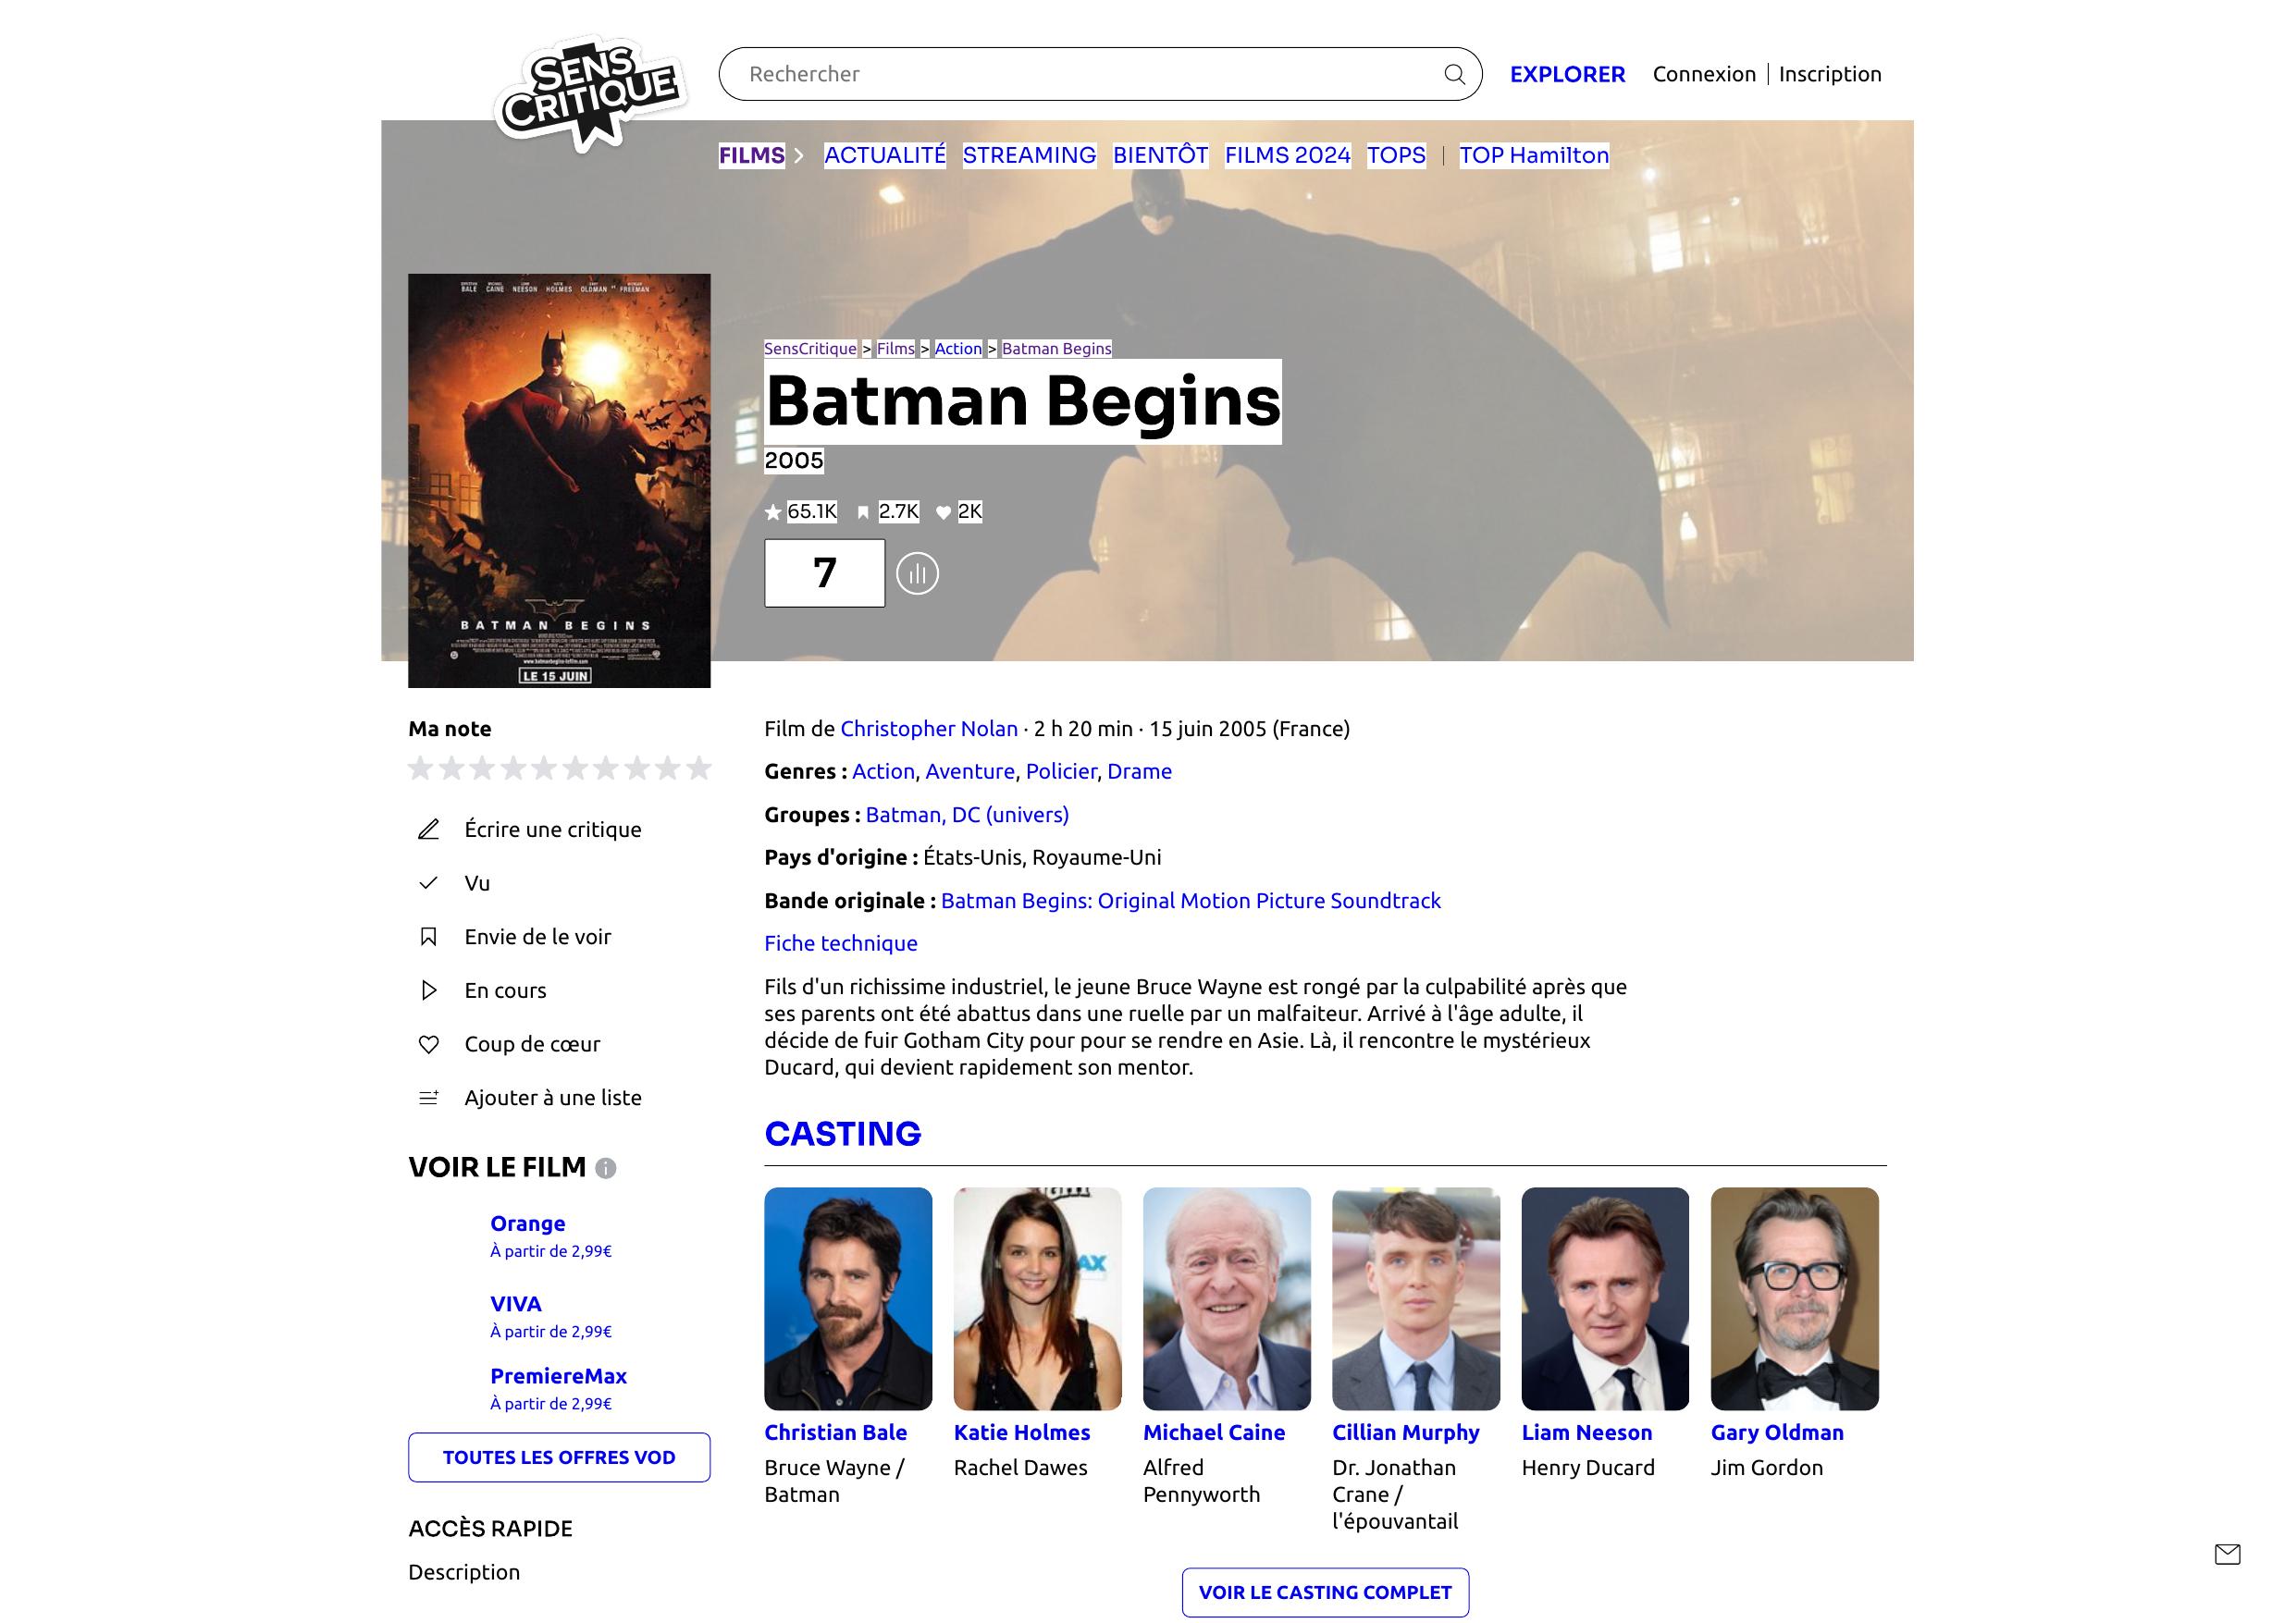 SENS
CRITIQUE
Rechercher
EXPLORER
Connexion
Inscription
FILMS
ACTUALITÉ
STREAMING
BIENTÔT
FILMS 2024
TOPS
TOP Hamilton
BALE CAINE NEESON HOLMES OLDMAN FREEMAN
BATMAN BEGINS
www.batmanbegins-lefilm.com
LE 15 JUIN
SensCritique > Films > Action > Batman Begins
Batman Begins
2005
65.1K 2.7K 2K
7
Ma note
Écrire une critique
Vu
Envie de le voir
En cours
Coup de cœur
Ajouter à une liste
VOIR LE FILM
Orange
À partir de 2,99€
VIVA
À partir de 2,99€
PremiereMax
À partir de 2,99€
TOUTES LES OFFRES VOD
ACCÈS RAPIDE
Description
Film de Christopher Nolan · 2 h 20 min · 15 juin 2005 (France)
Genres : Action, Aventure, Policier, Drame
Groupes : Batman, DC (univers)
Pays d'origine : États-Unis, Royaume-Uni
Bande originale : Batman Begins: Original Motion Picture Soundtrack
Fiche technique
Fils d'un richissime industriel, le jeune Bruce Wayne est rongé par la culpabilité après que
ses parents ont été abattus dans une ruelle par un malfaiteur. Arrivé à l'âge adulte, il
décide de fuir Gotham City pour pour se rendre en Asie. Là, il rencontre le mystérieux
Ducard, qui devient rapidement son mentor.
CASTING
Christian Bale
Bruce Wayne /
Batman
Katie Holmes
Rachel Dawes
Michael Caine
Alfred
Pennyworth
Cillian Murphy
Dr. Jonathan
Crane /
l'épouvantail
Liam Neeson
Henry Ducard
Gary Oldman
Jim Gordon
VOIR LE CASTING COMPLET